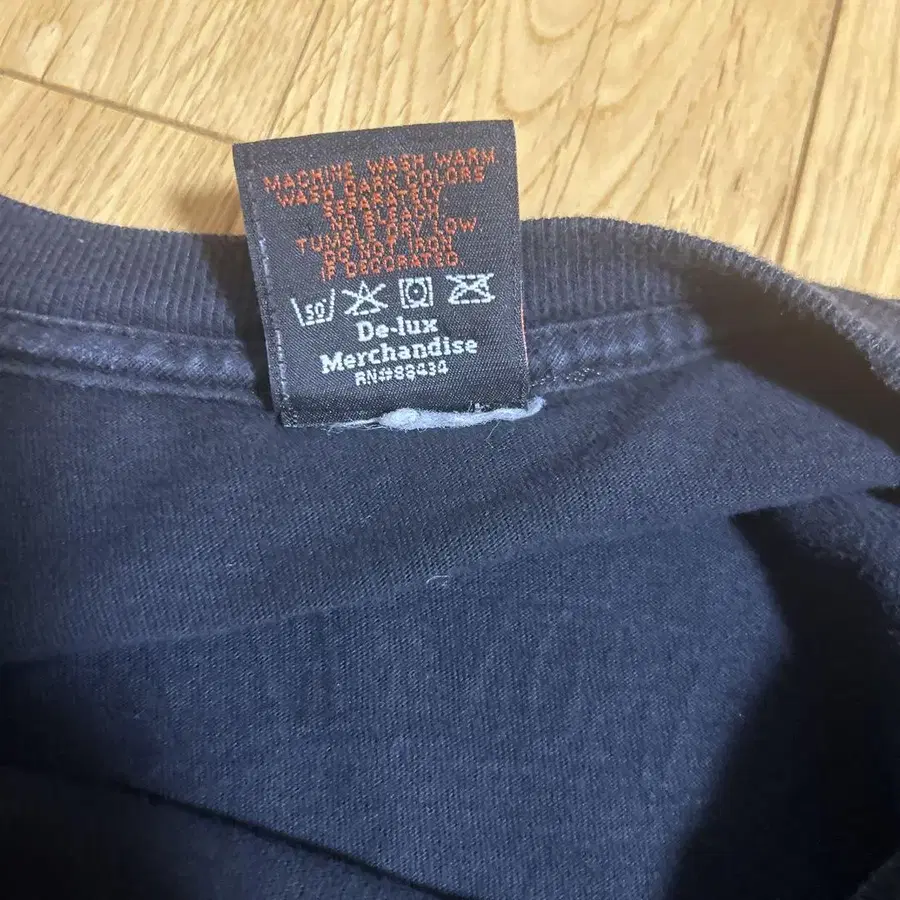 MACHINE WASH WARM
WASH DARK COLORS
SEPARATELY
NO BLEACH
TUMBLE DRY LOW
DO NOT IRON
IF DECORATED.
50
De-lux
Merchandise
RN#88434